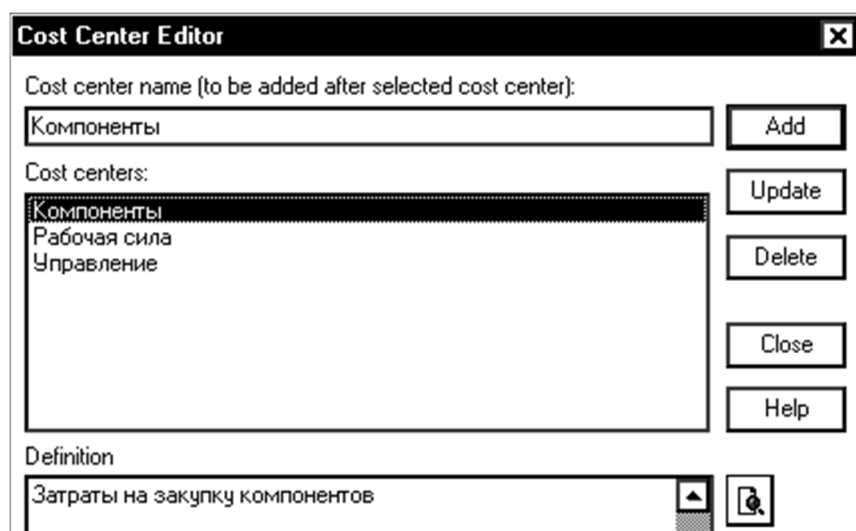 Cost Center Editor
Cost center name (to be added after selected cost center):
Компоненты
Add
Cost centers:
Update
Компоненты
Рабочая сила
Управление
Delete
Close
Help
Definition
Затраты на закупку компонентов